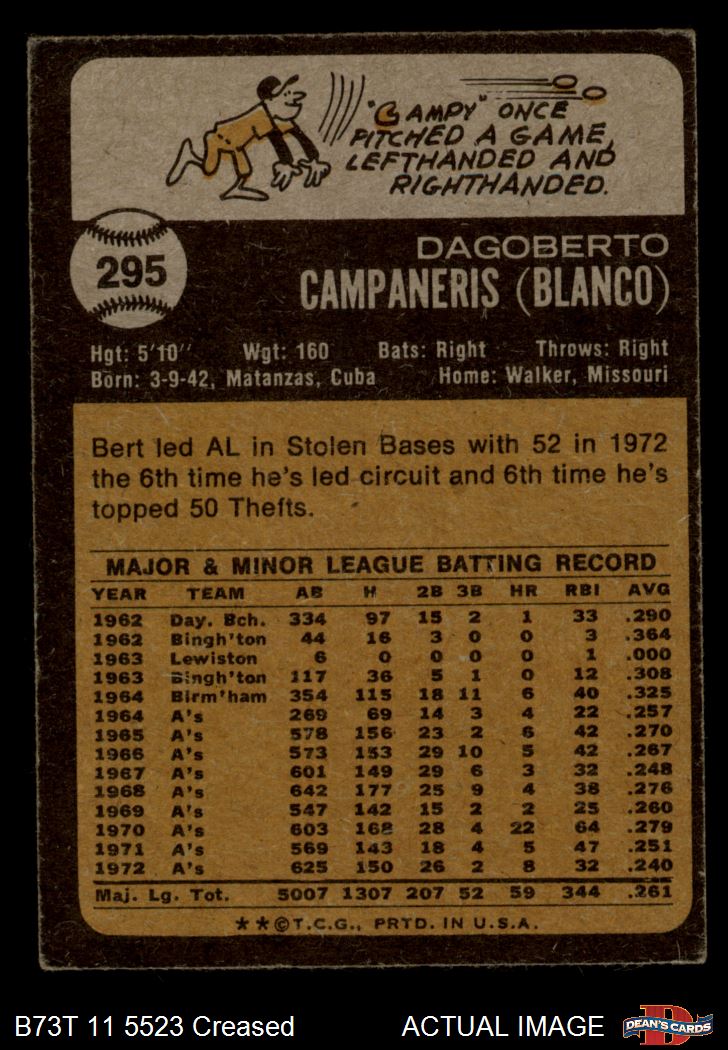 "CAMPY" ONCE
PITCHED A GAME,
LEFTHANDED AND
RIGHTHANDED.
295
DAGOBERTO
CAMPANERIS (BLANCO)
Hgt: 5'10" Wgt: 160 Bats: Right Throws: Right
Born: 3-9-42, Matanzas, Cuba Home: Walker, Missouri
Bert led AL in Stolen Bases with 52 in 1972
the 6th time he's led circuit and 6th time he's
topped 50 Thefts.
MAJOR & MINOR LEAGUE BATTING RECORD
YEAR TEAM AB H 2B 3B HR RBI AVG
1962 Day. Bch. 334 97 15 2 1 33 .290
1962 Bingh'ton 44 16 3 0 0 3 .364
1963 Lewiston 6 0 0 0 0 1 .000
1963 Bingh'ton 117 36 5 1 0 12 .308
1964 Birm'ham 354 115 18 11 6 40 .325
1964 A's 269 69 14 3 4 22 .257
1965 A's 578 156 23 2 6 42 .270
1966 A's 573 153 29 10 5 42 .267
1967 A's 601 149 29 6 3 32 .248
1968 A's 642 177 25 9 4 38 .276
1969 A's 547 142 15 2 2 25 .260
1970 A's 603 168 28 4 22 64 .279
1971 A's 569 143 18 4 5 47 .251
1972 A's 625 150 26 2 8 32 .240
Maj. Lg. Tot. 5007 1307 207 52 59 344 .261
**©T.C.G., PRTD. IN U.S.A.
B73T 11 5523 Creased ACTUAL IMAGE
D
DEAN'S CARDS